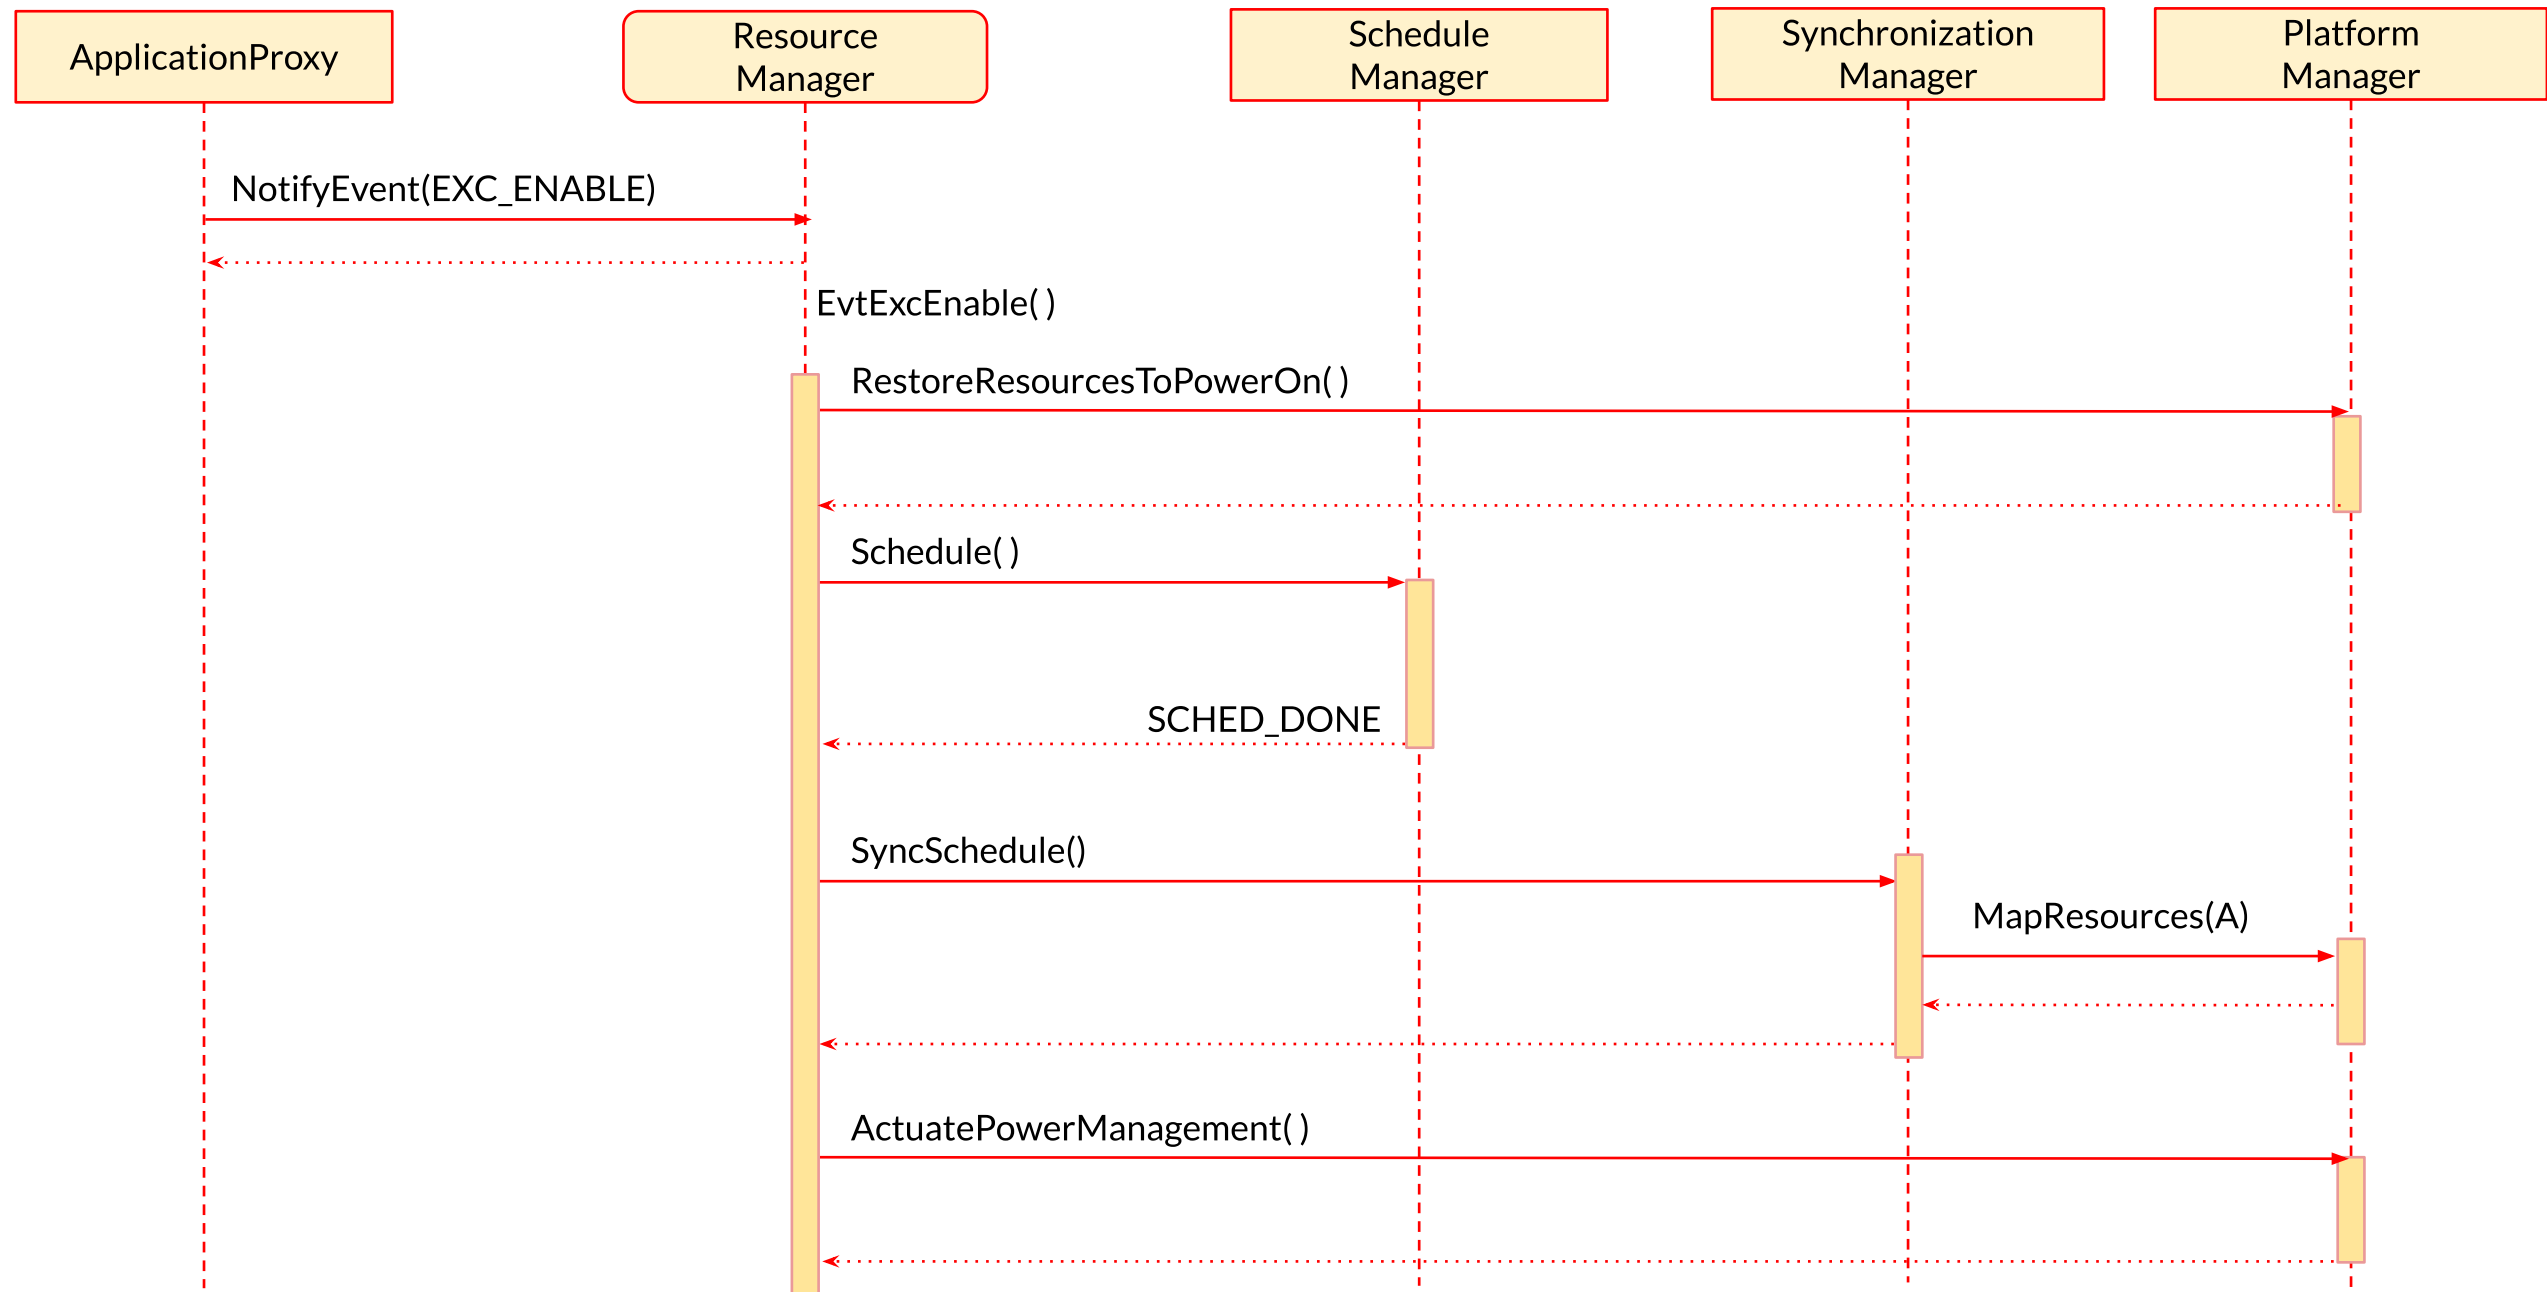 ApplicationProxy
Resource
Manager
Schedule
Manager
Synchronization
Manager
Platform
Manager
NotifyEvent(EXC_ENABLE)
EvtExcEnable( )
RestoreResourcesToPowerOn( )
Schedule( )
SCHED_DONE
SyncSchedule()
MapResources(A)
ActuatePowerManagement( )